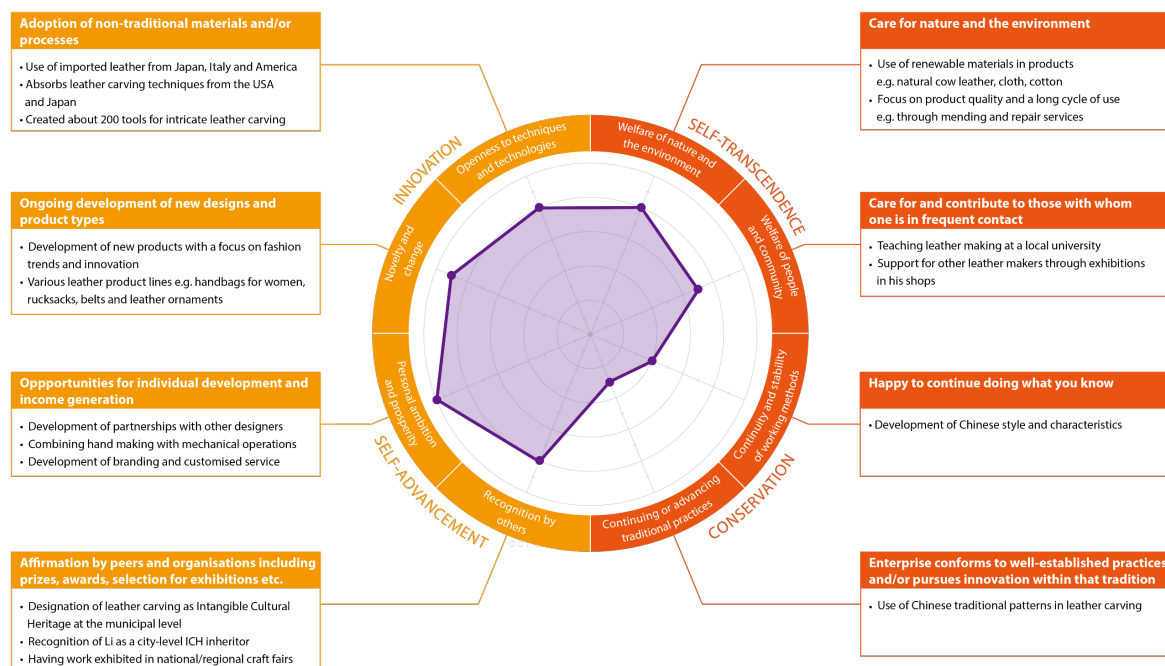 Adoption of non-traditional materials and/or
processes
• Use of imported leather from Japan, Italy and America
• Absorbs leather carving techniques from the USA
and Japan
• Created about 200 tools for intricate leather carving
Ongoing development of new designs and
product types
• Development of new products with a focus on fashion
trends and innovation
• Various leather product lines e.g. handbags for women,
rucksacks, belts and leather ornaments
Oppportunities for individual development and
income generation
• Development of partnerships with other designers
• Combining hand making with mechanical operations
• Development of branding and customised service
Affirmation by peers and organisations including
prizes, awards, selection for exhibitions etc.
• Designation of leather carving as Intangible Cultural
Heritage at the municipal level
• Recognition of Li as a city-level ICH inheritor
• Having work exhibited in national/regional craft fairs
INNOVATION
Openness to techniques
and technologies
Novelty and
change
Personal ambition
and prosperity
SELF-ADVANCEMENT
Recognition by
others
SELF-TRANSCENDENCE
Welfare of nature and
the environment
Welfare of people
and community
Continuity and stability
of working methods
CONSERVATION
Continuing or advancing
traditional practices
Care for nature and the environment
• Use of renewable materials in products
e.g. natural cow leather, cloth, cotton
• Focus on product quality and a long cycle of use
e.g. through mending and repair services
Care for and contribute to those with whom
one is in frequent contact
• Teaching leather making at a local university
• Support for other leather makers through exhibitions
in his shops
Happy to continue doing what you know
• Development of Chinese style and characteristics
Enterprise conforms to well-established practices
and/or pursues innovation within that tradition
• Use of Chinese traditional patterns in leather carving